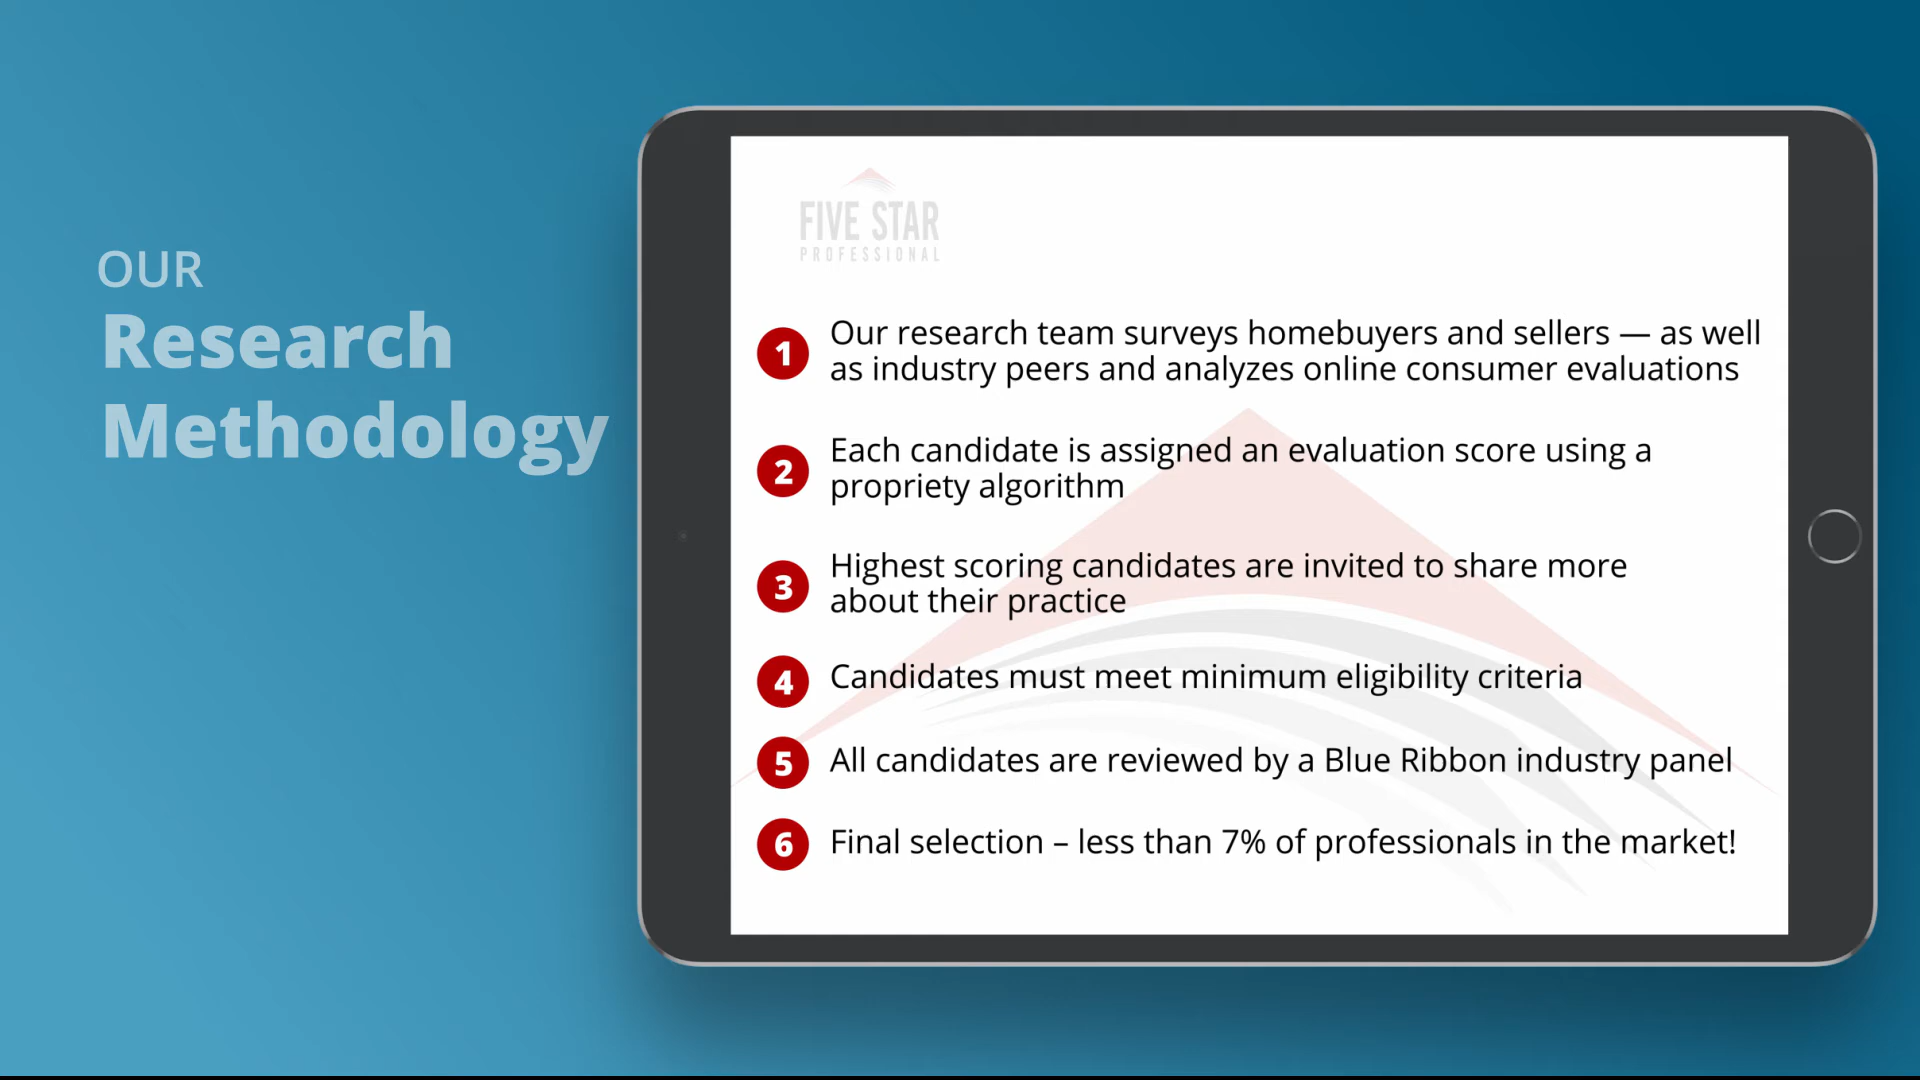 OUR
Research
Methodology
FIVE STAR
PROFESSIONAL
1 Our research team surveys homebuyers and sellers — as well
as industry peers and analyzes online consumer evaluations
2 Each candidate is assigned an evaluation score using a
propriety algorithm
3 Highest scoring candidates are invited to share more
about their practice
4 Candidates must meet minimum eligibility criteria
5 All candidates are reviewed by a Blue Ribbon industry panel
6 Final selection – less than 7% of professionals in the market!